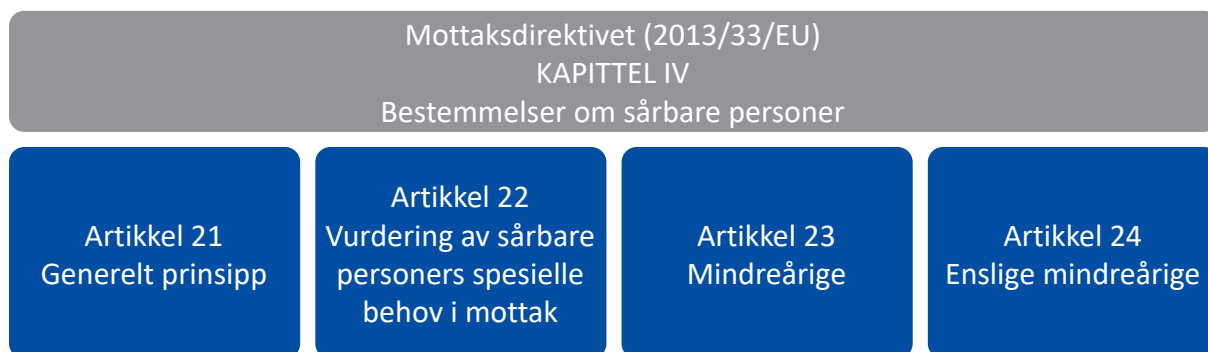 Mottaksdirektivet (2013/33/EU)
KAPITTEL IV
Bestemmelser om sårbare personer
Artikkel 21
Generelt prinsipp
Artikkel 22
Vurdering av sårbare
personers spesielle
behov i mottak
Artikkel 23
Mindreårige
Artikkel 24
Enslige mindreårige